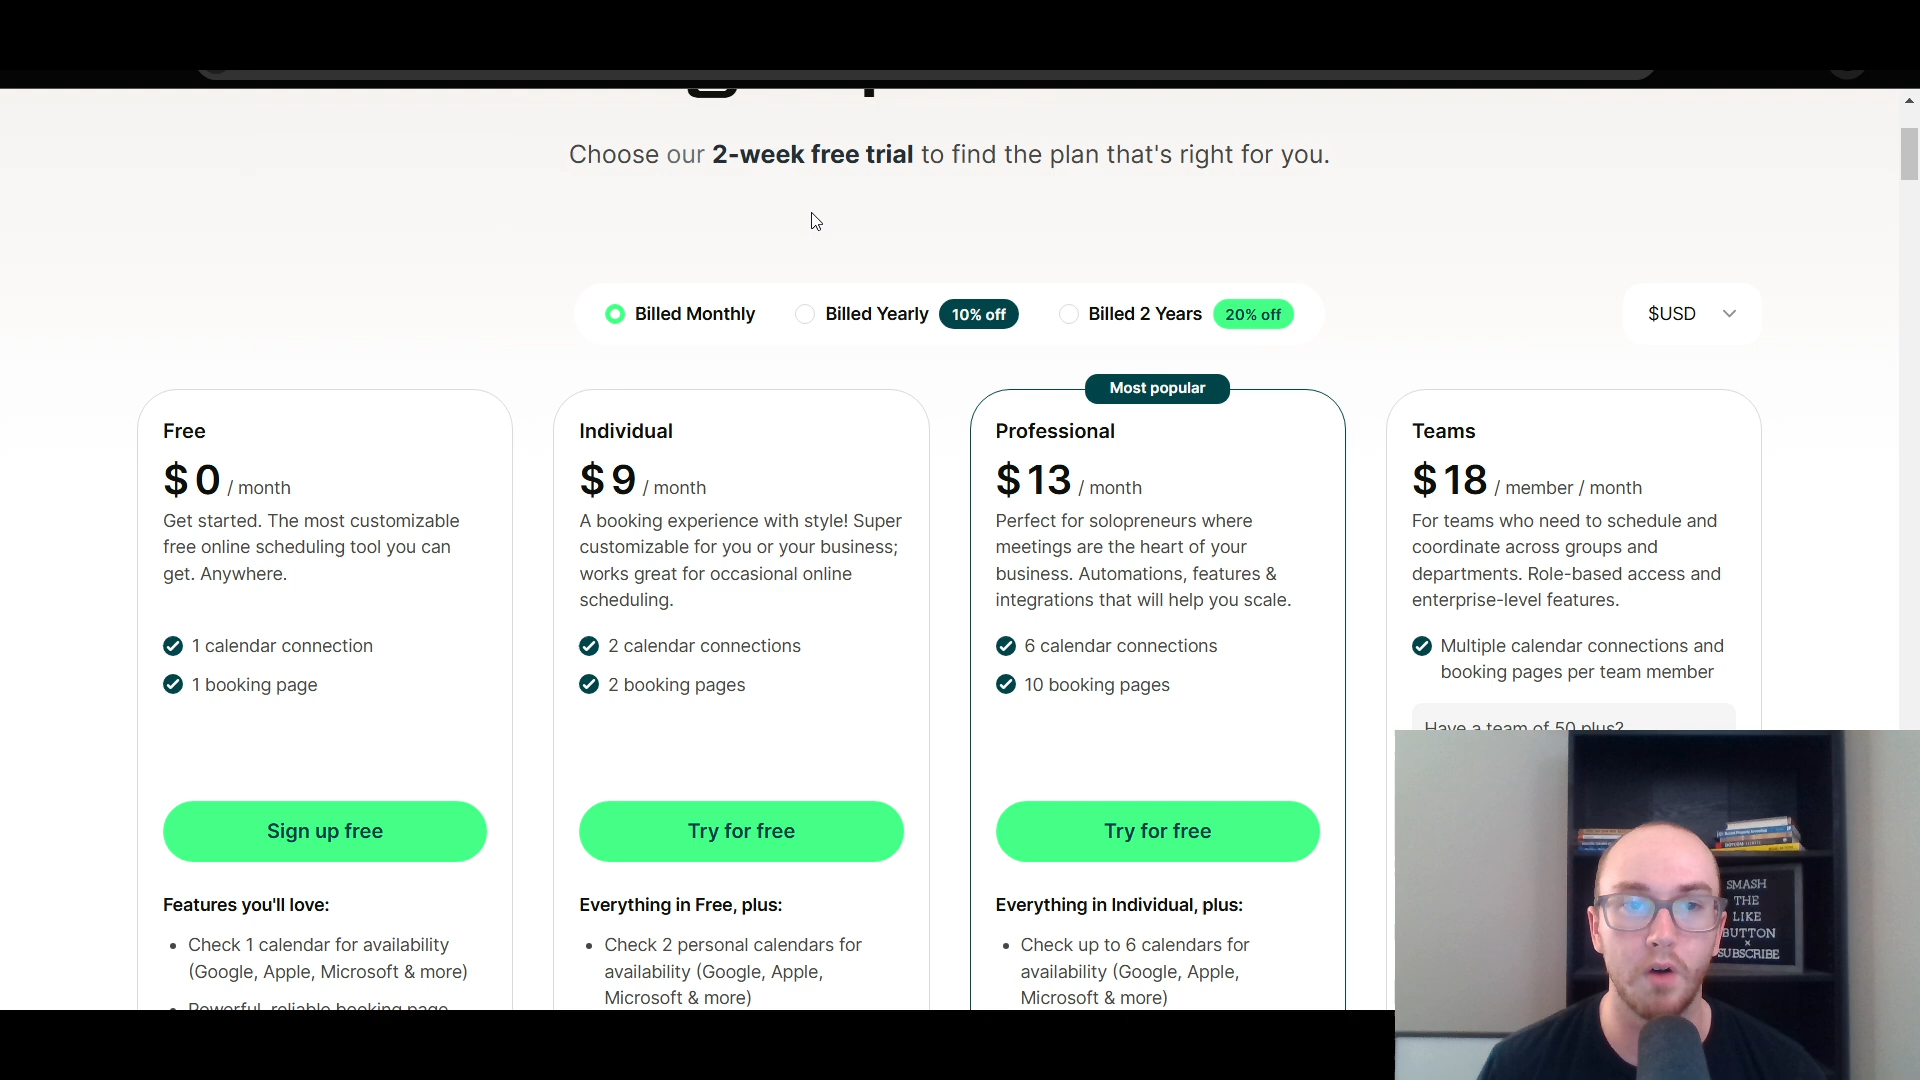 Choose our 2-week free trial to find the plan that's right for you.
Billed Monthly
Billed Yearly 10% off
Billed 2 Years 20% off
$USD
Free
$0 / month
Get started. The most customizable
free online scheduling tool you can
get. Anywhere.
1 calendar connection
1 booking page
Sign up free
Features you'll love:
• Check 1 calendar for availability
(Google, Apple, Microsoft & more)
• Powerful, reliable booking page
Individual
$9 / month
A booking experience with style! Super
customizable for you or your business;
works great for occasional online
scheduling.
2 calendar connections
2 booking pages
Try for free
Everything in Free, plus:
• Check 2 personal calendars for
availability (Google, Apple,
Microsoft & more)
Most popular
Professional
$13 / month
Perfect for solopreneurs where
meetings are the heart of your
business. Automations, features &
integrations that will help you scale.
6 calendar connections
10 booking pages
Try for free
Everything in Individual, plus:
• Check up to 6 calendars for
availability (Google, Apple,
Microsoft & more)
Teams
$18 / member / month
For teams who need to schedule and
coordinate across groups and
departments. Role-based access and
enterprise-level features.
Multiple calendar connections and
booking pages per team member
Have a team of 50 plus?
SMASH
THE
LIKE
BUTTON
×
SUBSCRIBE